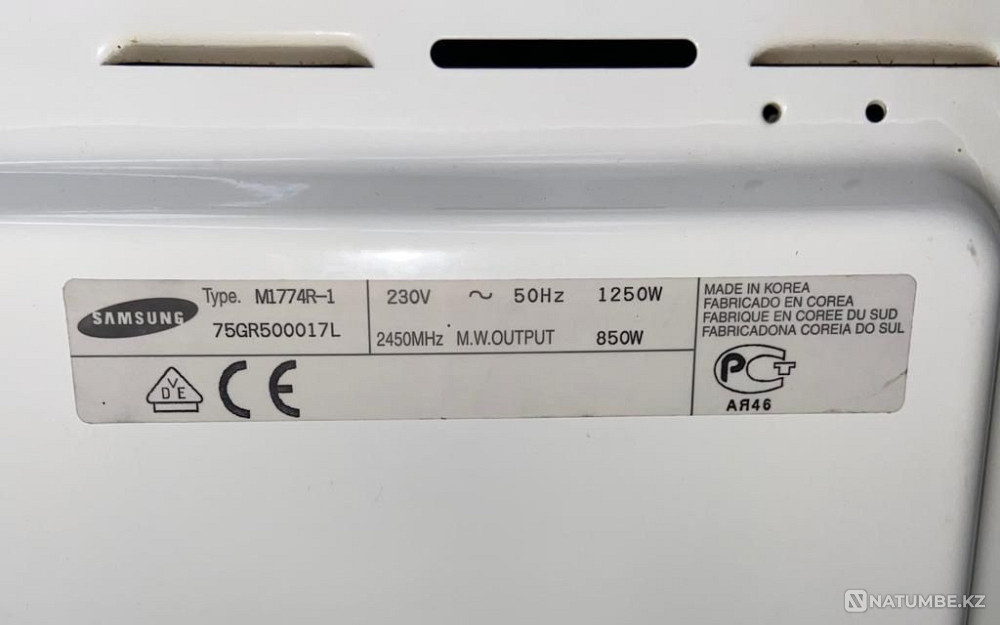 SAMSUNG
Type. M1774R-1
75GR500017L
230V ~ 50Hz 1250W
2450MHz M.W.OUTPUT 850W
VDE
CE
MADE IN KOREA
FABRICADO EN COREA
FABRIQUE EN COREE DU SUD
FABRICADONA COREIA DO SUL
РСТ
АЯ46
NATUMBE.KZ